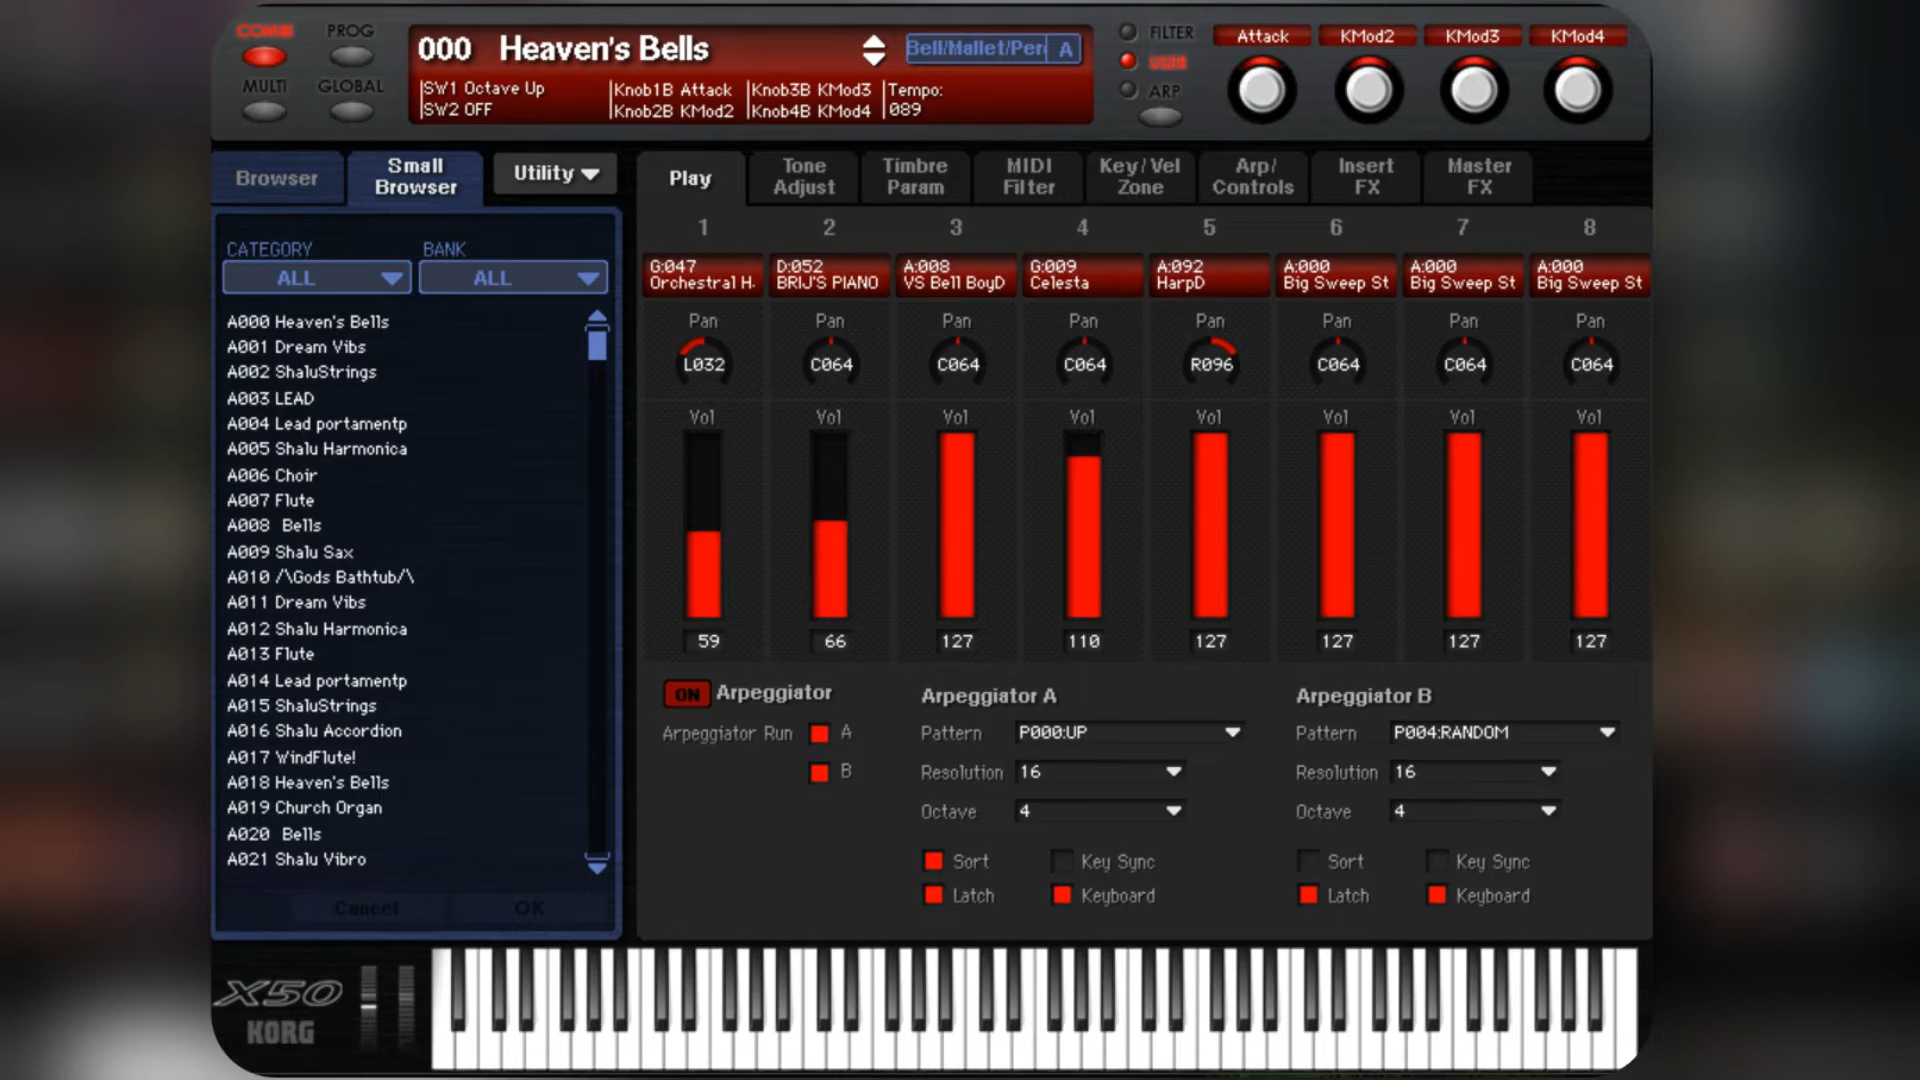 COMBI
PROG
MULTI
GLOBAL
000 Heaven's Bells
Bell/Mallet/Per A
SW1 Octave Up
SW2 OFF
Knob1B Attack
Knob2B KMod2
Knob3B KMod3
Knob4B KMod4
Tempo:
089
FILTER
USER
ARP
Attack
KMod2
KMod3
KMod4
Browser
Small
Browser
Utility
Play
Tone
Adjust
Timbre
Param
MIDI
Filter
Key/Vel
Zone
Arp/
Controls
Insert
FX
Master
FX
CATEGORY
BANK
ALL
ALL
A000 Heaven's Bells
A001 Dream Vibs
A002 ShaluStrings
A003 LEAD
A004 Lead portamentp
A005 Shalu Harmonica
A006 Choir
A007 Flute
A008 Bells
A009 Shalu Sax
A010 /\Gods Bathtub/\
A011 Dream Vibs
A012 Shalu Harmonica
A013 Flute
A014 Lead portamentp
A015 ShaluStrings
A016 Shalu Accordion
A017 WindFlute!
A018 Heaven's Bells
A019 Church Organ
A020 Bells
A021 Shalu Vibro
Cancel
OK
1 2 3 4 5 6 7 8
G:047
Orchestral H.
D:052
BRIJ'S PIANO
A:008
VS Bell BoyD
G:009
Celesta
A:092
HarpD
A:000
Big Sweep St
A:000
Big Sweep St
A:000
Big Sweep St
Pan Pan Pan Pan Pan Pan Pan Pan
L032 C064 C064 C064 R096 C064 C064 C064
Vol Vol Vol Vol Vol Vol Vol Vol
59 66 127 110 127 127 127 127
ON Arpeggiator
Arpeggiator Run A
B
Arpeggiator A
Pattern P000:UP
Resolution 16
Octave 4
Sort Key Sync
Latch Keyboard
Arpeggiator B
Pattern P004:RANDOM
Resolution 16
Octave 4
Sort Key Sync
Latch Keyboard
X50
KORG